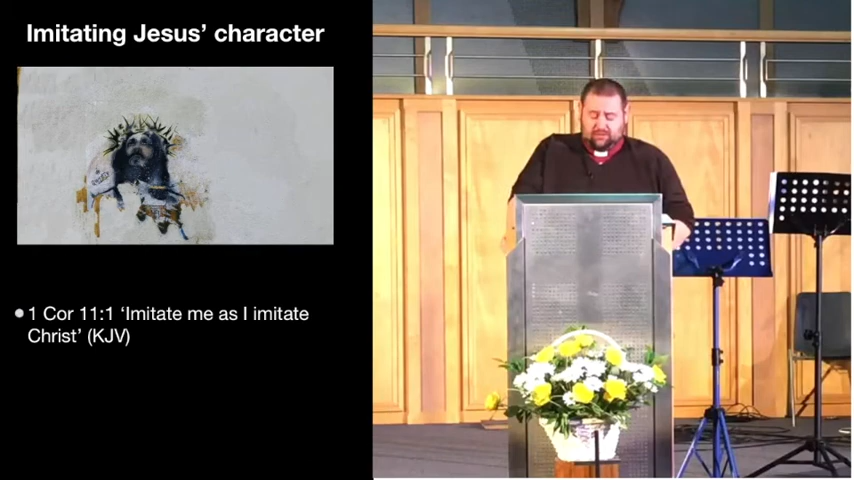 Imitating Jesus’ character
1 Cor 11:1 ‘Imitate me as I imitate
Christ’ (KJV)